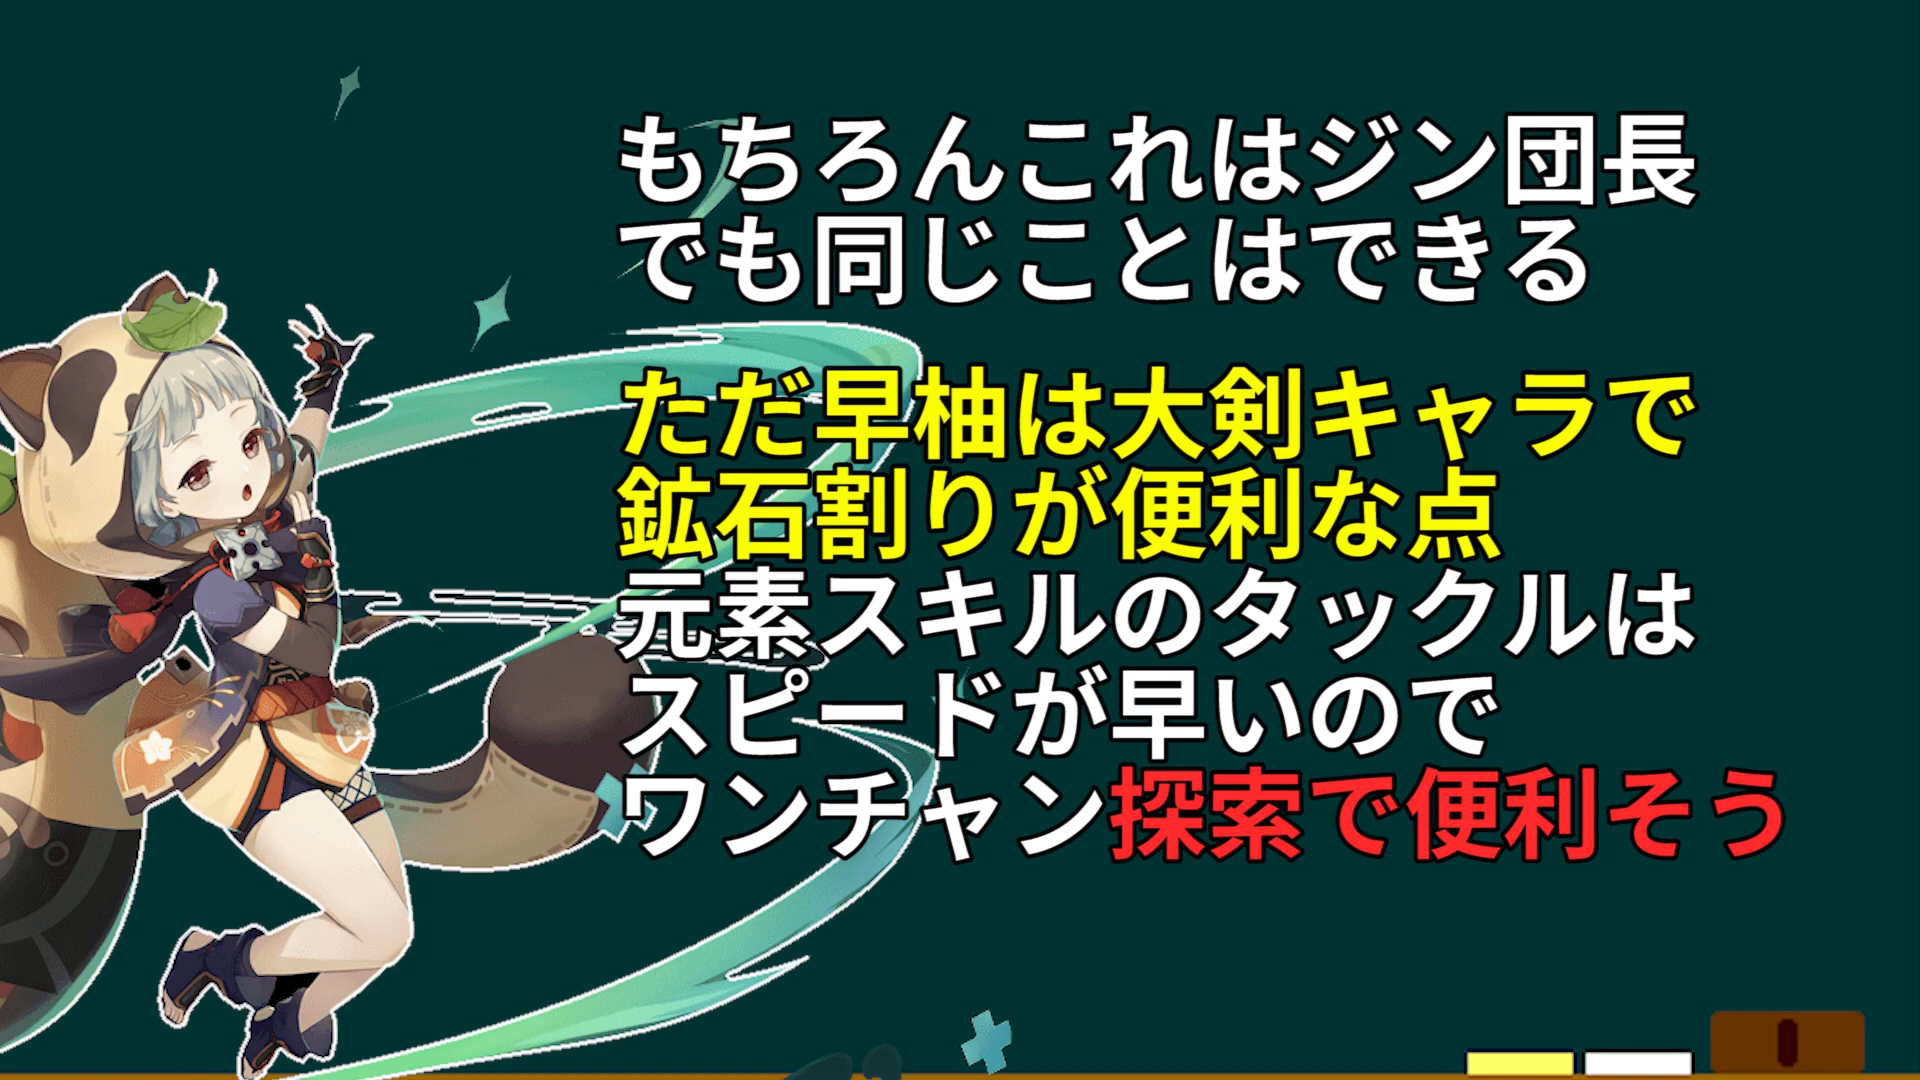 もちろんこれはジン団長
でも同じことはできる
ただ早柚は大剣キャラで
鉱石割りが便利な点
元素スキルのタックルは
スピードが早いので
ワンチャン探索で便利そう